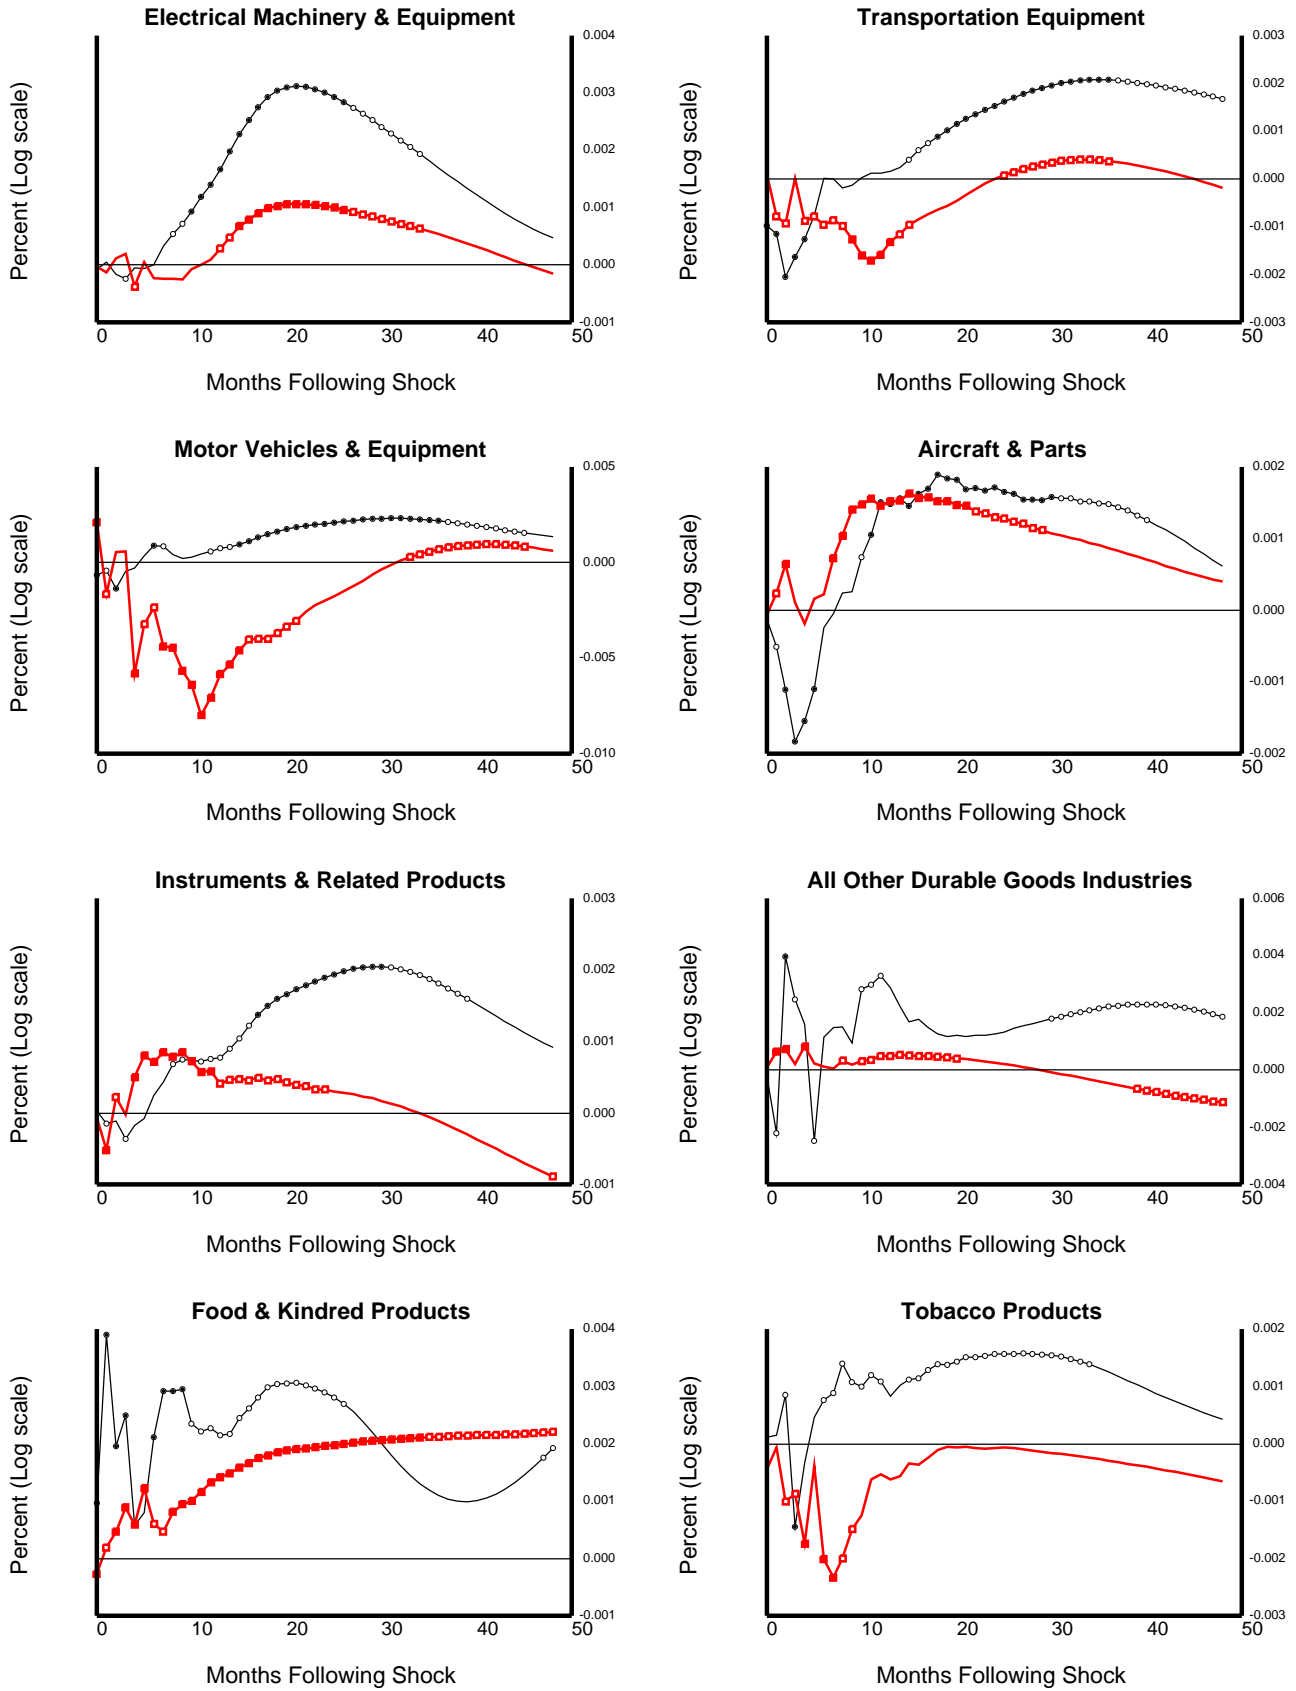 Electrical Machinery & Equipment
Percent (Log scale)
0.004
0.003
0.002
0.001
0.000
-0.001
0 10 20 30 40 50
Months Following Shock
Transportation Equipment
Percent (Log scale)
0.003
0.002
0.001
0.000
-0.001
-0.002
-0.003
0 10 20 30 40 50
Months Following Shock
Motor Vehicles & Equipment
Percent (Log scale)
0.005
0.000
-0.005
-0.010
0 10 20 30 40 50
Months Following Shock
Aircraft & Parts
Percent (Log scale)
0.002
0.001
0.000
-0.001
-0.002
0 10 20 30 40 50
Months Following Shock
Instruments & Related Products
Percent (Log scale)
0.003
0.002
0.001
0.000
-0.001
0 10 20 30 40 50
Months Following Shock
All Other Durable Goods Industries
Percent (Log scale)
0.006
0.004
0.002
0.000
-0.002
-0.004
0 10 20 30 40 50
Months Following Shock
Food & Kindred Products
Percent (Log scale)
0.004
0.003
0.002
0.001
0.000
-0.001
0 10 20 30 40 50
Months Following Shock
Tobacco Products
Percent (Log scale)
0.002
0.001
0.000
-0.001
-0.002
-0.003
0 10 20 30 40 50
Months Following Shock